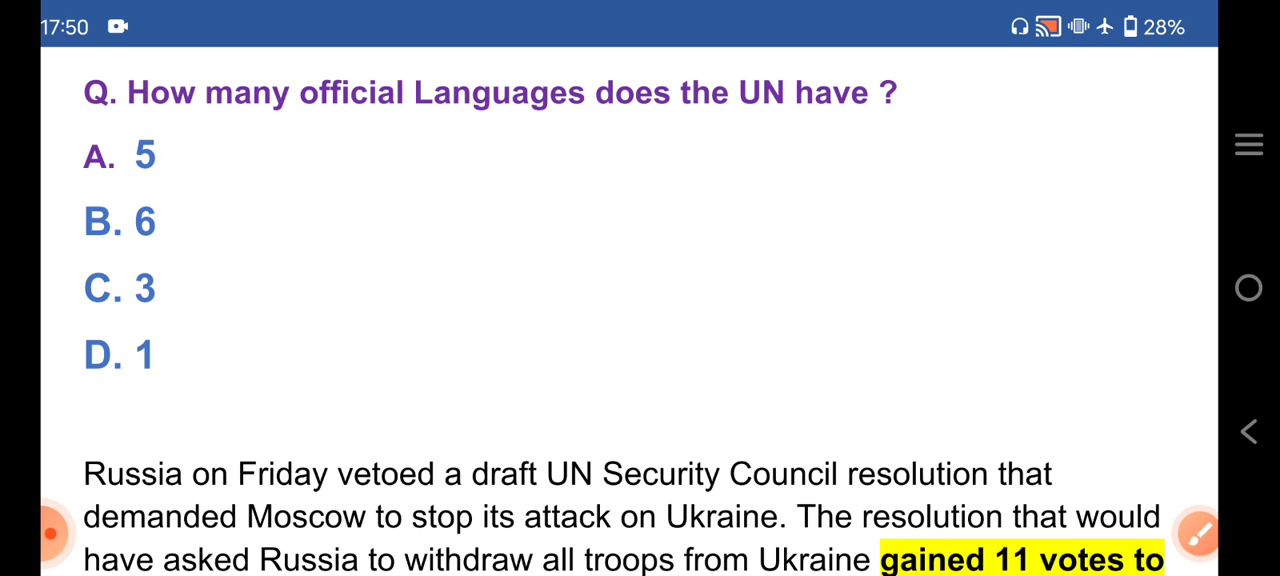 17:50 28%
Q. How many official Languages does the UN have ?
A. 5
B. 6
C. 3
D. 1
Russia on Friday vetoed a draft UN Security Council resolution that
demanded Moscow to stop its attack on Ukraine. The resolution that would
have asked Russia to withdraw all troops from Ukraine gained 11 votes to